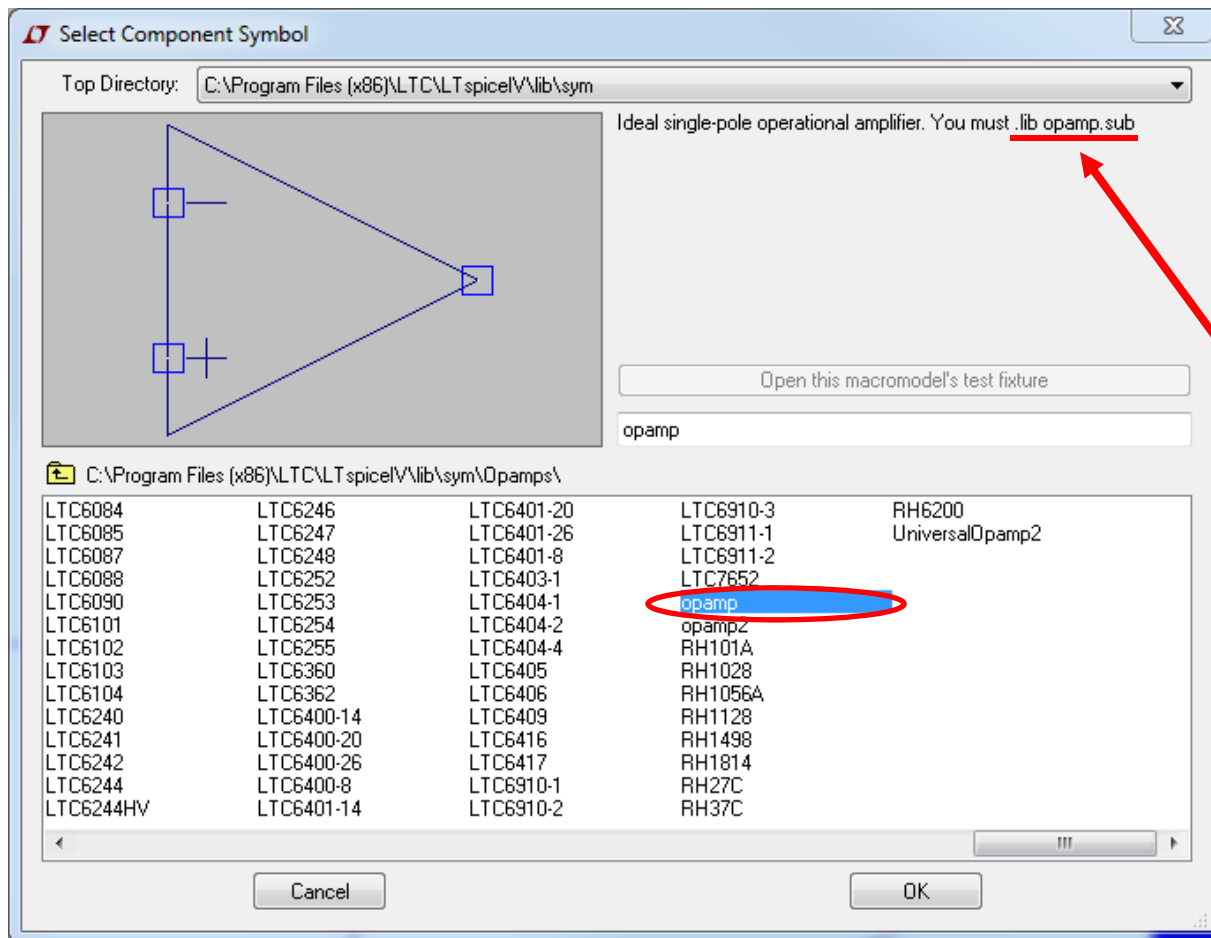 Select Component Symbol
Top Directory: C:\Program Files (x86)\LTC\LTspiceIV\lib\sym
Ideal single-pole operational amplifier. You must .lib opamp.sub
Open this macromodel's test fixture
opamp
C:\Program Files (x86)\LTC\LTspiceIV\lib\sym\Opamps\
LTC6084 LTC6246 LTC6401-20 LTC6910-3 RH6200
LTC6085 LTC6247 LTC6401-26 LTC6911-1 UniversalOpamp2
LTC6087 LTC6248 LTC6401-8 LTC6911-2
LTC6088 LTC6252 LTC6403-1 LTC7652
LTC6090 LTC6253 LTC6404-1 opamp
LTC6101 LTC6254 LTC6404-2 opamp2
LTC6102 LTC6255 LTC6404-4 RH101A
LTC6103 LTC6360 LTC6405 RH1028
LTC6104 LTC6362 LTC6406 RH1056A
LTC6240 LTC6400-14 LTC6409 RH1128
LTC6241 LTC6400-20 LTC6416 RH1498
LTC6242 LTC6400-26 LTC6417 RH1814
LTC6244 LTC6400-8 LTC6910-1 RH27C
LTC6244HV LTC6401-14 LTC6910-2 RH37C
Cancel OK